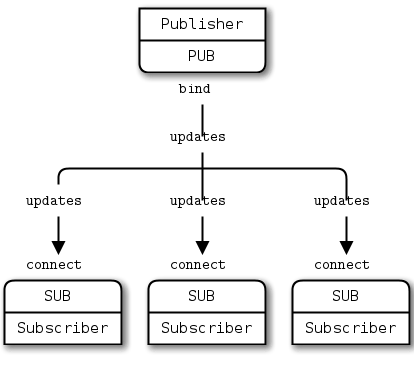 Publisher
PUB
bind
updates
updates updates updates
connect connect connect
SUB SUB SUB
Subscriber Subscriber Subscriber